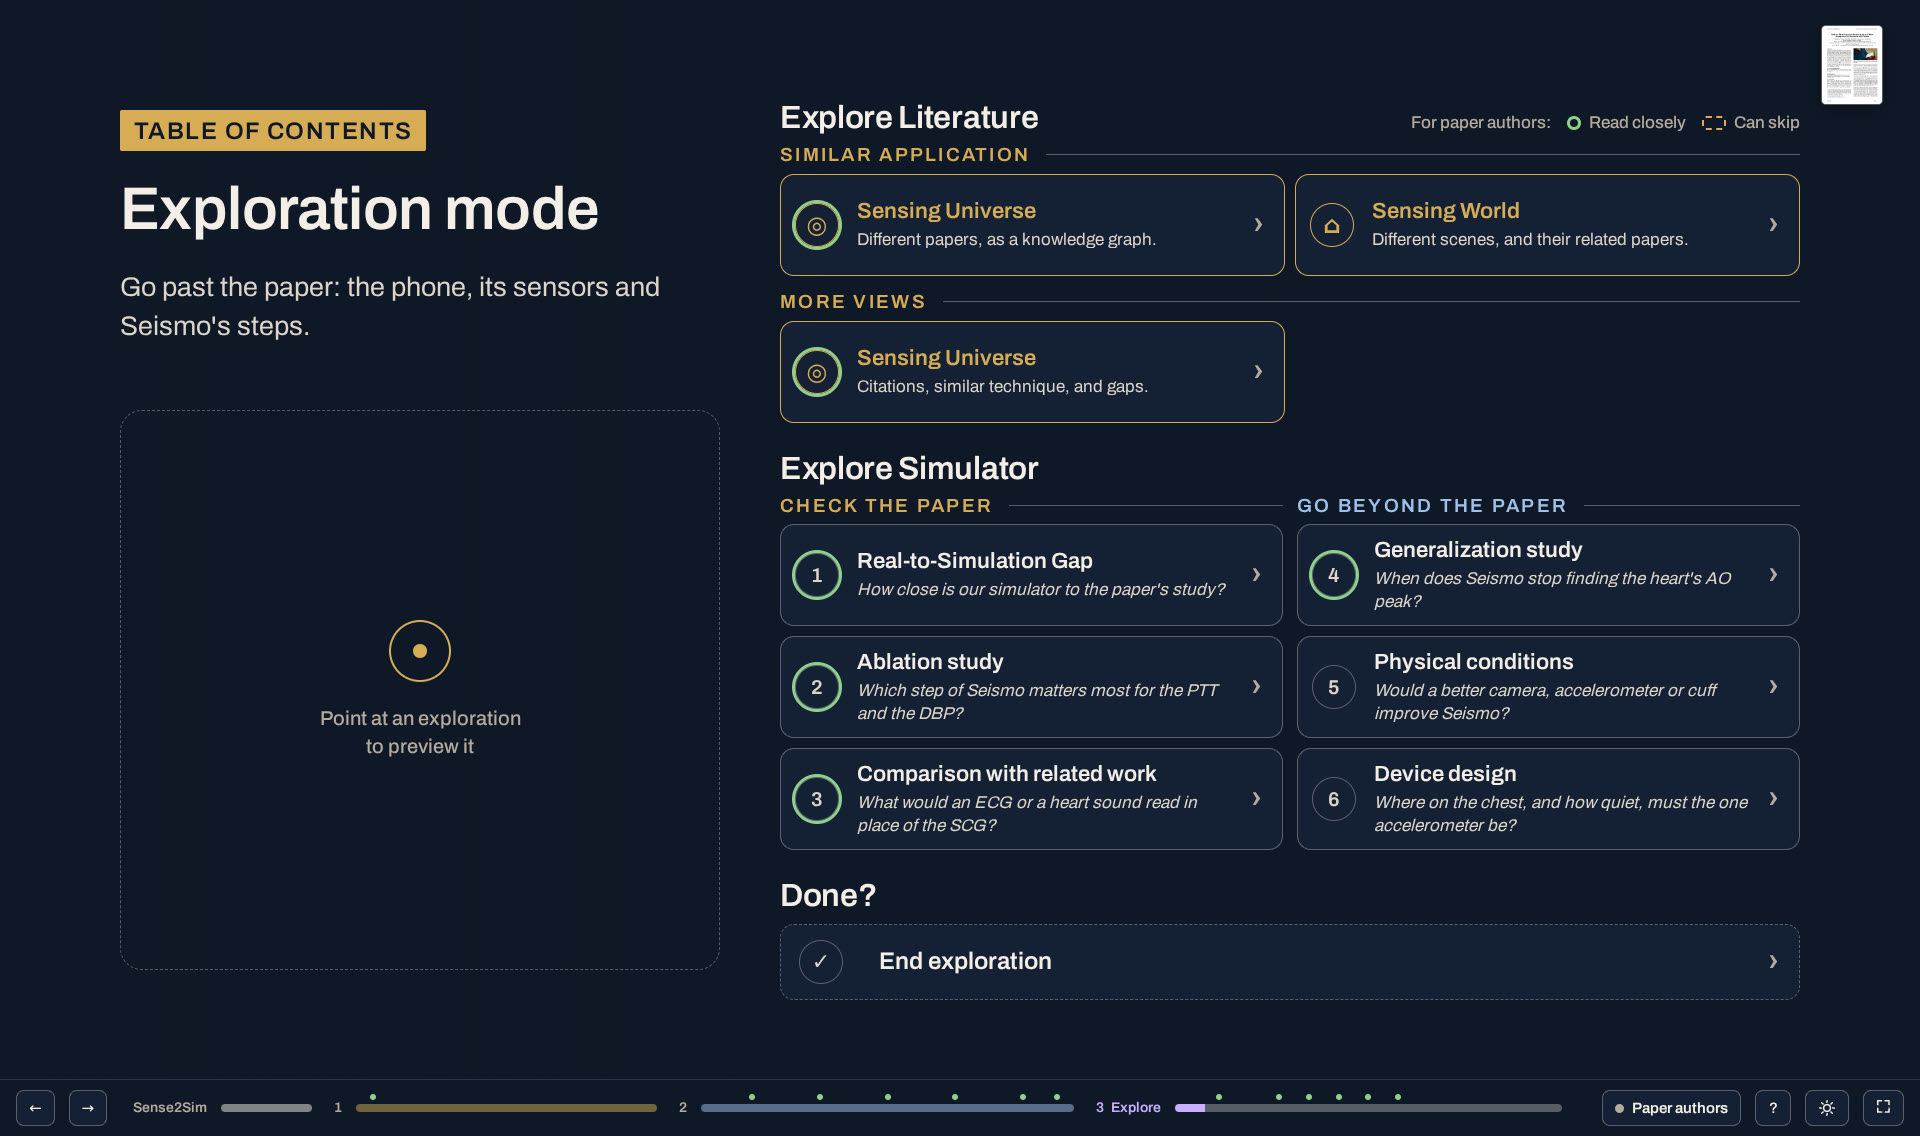 TABLE OF CONTENTS
Exploration mode
Go past the paper: the phone, its sensors and
Seismo's steps.
Point at an exploration
to preview it
Explore Literature
For paper authors: Read closely Can skip
SIMILAR APPLICATION
Sensing Universe
Different papers, as a knowledge graph.
Sensing World
Different scenes, and their related papers.
MORE VIEWS
Sensing Universe
Citations, similar technique, and gaps.
Explore Simulator
CHECK THE PAPER
1
Real-to-Simulation Gap
How close is our simulator to the paper's study?
2
Ablation study
Which step of Seismo matters most for the PTT
and the DBP?
3
Comparison with related work
What would an ECG or a heart sound read in
place of the SCG?
GO BEYOND THE PAPER
4
Generalization study
When does Seismo stop finding the heart's AO
peak?
5
Physical conditions
Would a better camera, accelerometer or cuff
improve Seismo?
6
Device design
Where on the chest, and how quiet, must the one
accelerometer be?
Done?
✓ End exploration
← → Sense2Sim 1 2 3 Explore Paper authors ?